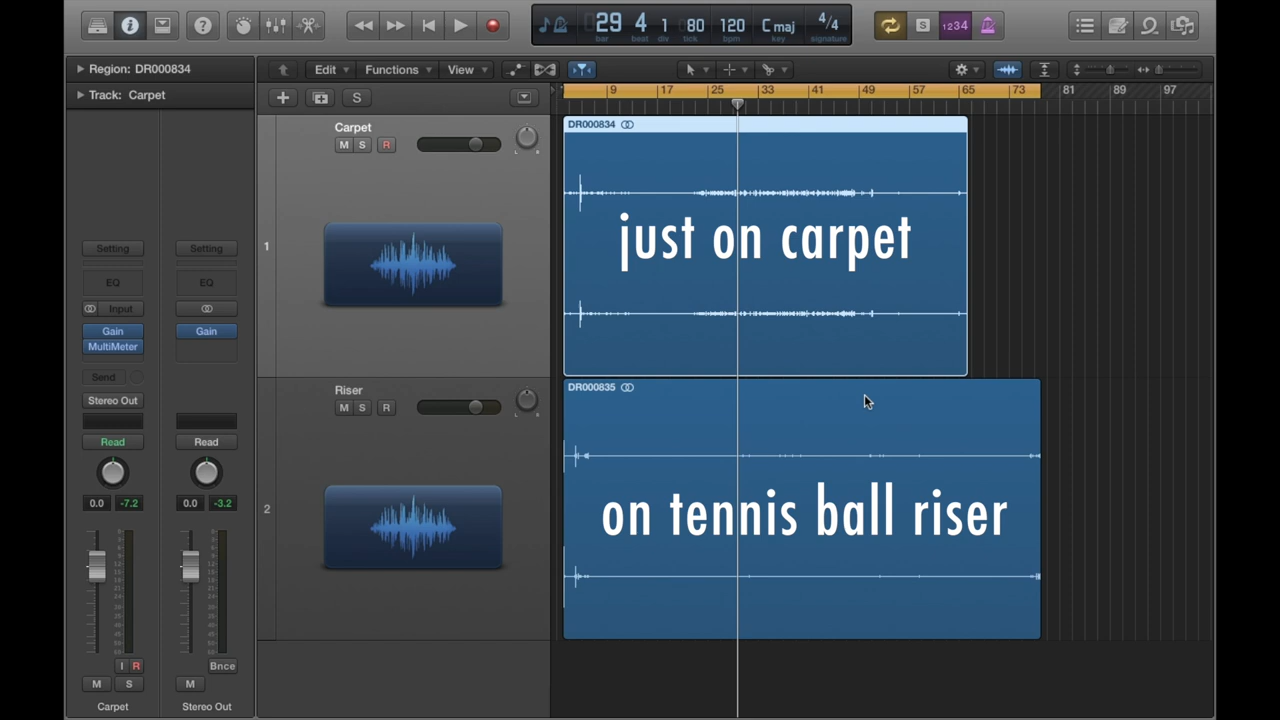 29 4 1 80 120 C maj 4/4
bar beat div tick bpm key signature
S 1234
Region: DR000834
Edit Functions View
Track: Carpet
S
9 17 25 33 41 49 57 65 73 81 89 97
Carpet
M S R
L R
1
DR000834
just on carpet
Riser
M S R
L R
2
DR000835
on tennis ball riser
Setting Setting
EQ EQ
Input
Gain Gain
MultiMeter
Send
Stereo Out
Read Read
0.0 -7.2 0.0 -3.2
I R Bnce
M S M
Carpet Stereo Out